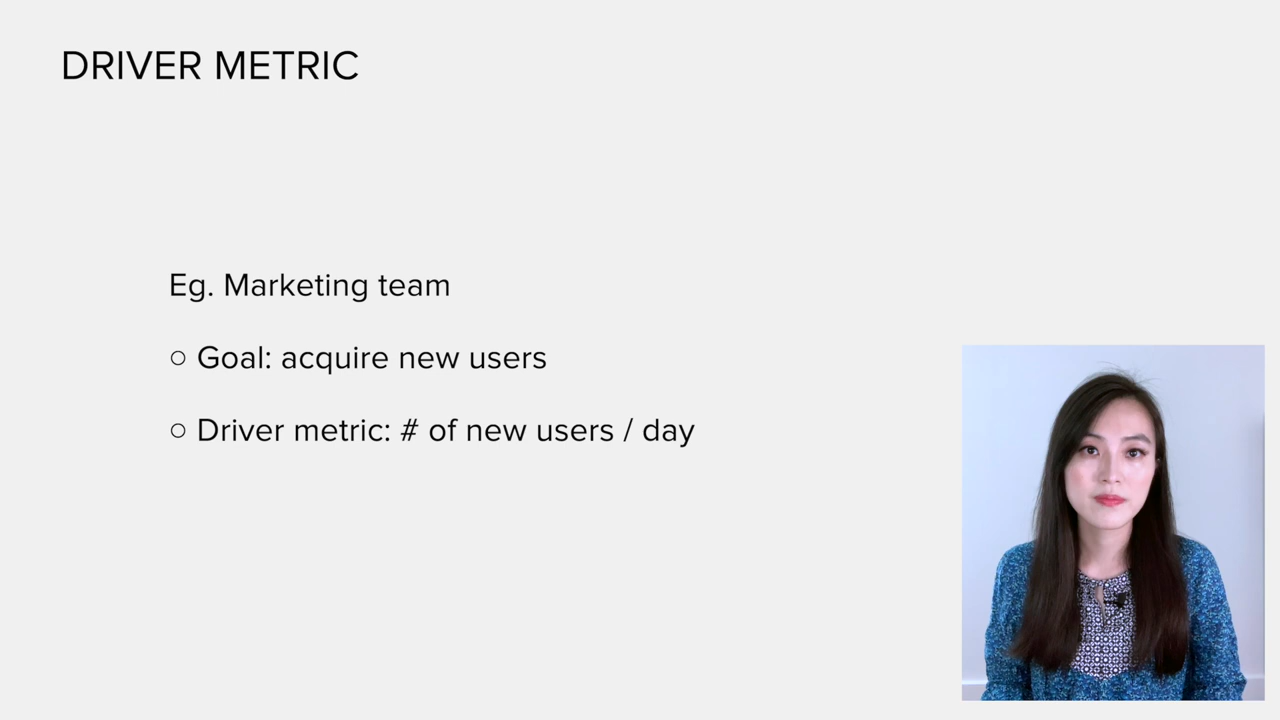 DRIVER METRIC
Eg. Marketing team
○ Goal: acquire new users
○ Driver metric: # of new users / day